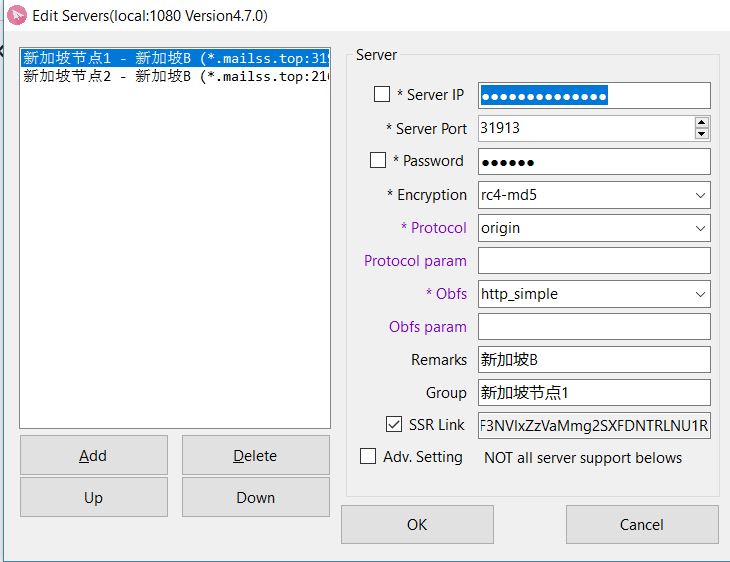 Edit Servers(local:1080 Version4.7.0)
新加坡节点1 - 新加坡B (*.mailss.top:319
新加坡节点2 - 新加坡B (*.mailss.top:216
Server
* Server IP ●●●●●●●●●●●●●●
* Server Port 31913
* Password ●●●●●●
* Encryption rc4-md5
* Protocol origin
Protocol param
* Obfs http_simple
Obfs param
Remarks 新加坡B
Group 新加坡节点1
SSR Link F3NVlxZzVaMmg2SXFDNTRLNU1R
Adv. Setting NOT all server support belows
Add Delete
Up Down
OK Cancel